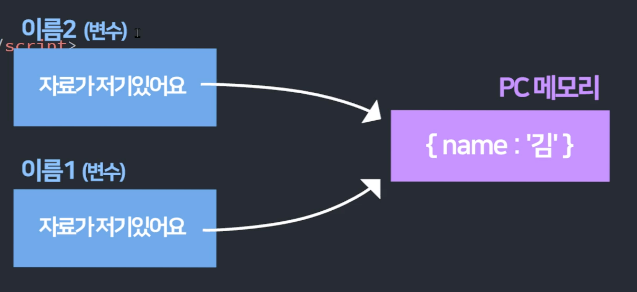 이름2 (변수)
/script>
자료가 저기있어요
PC 메모리
{ name : '김' }
이름1 (변수)
자료가 저기있어요